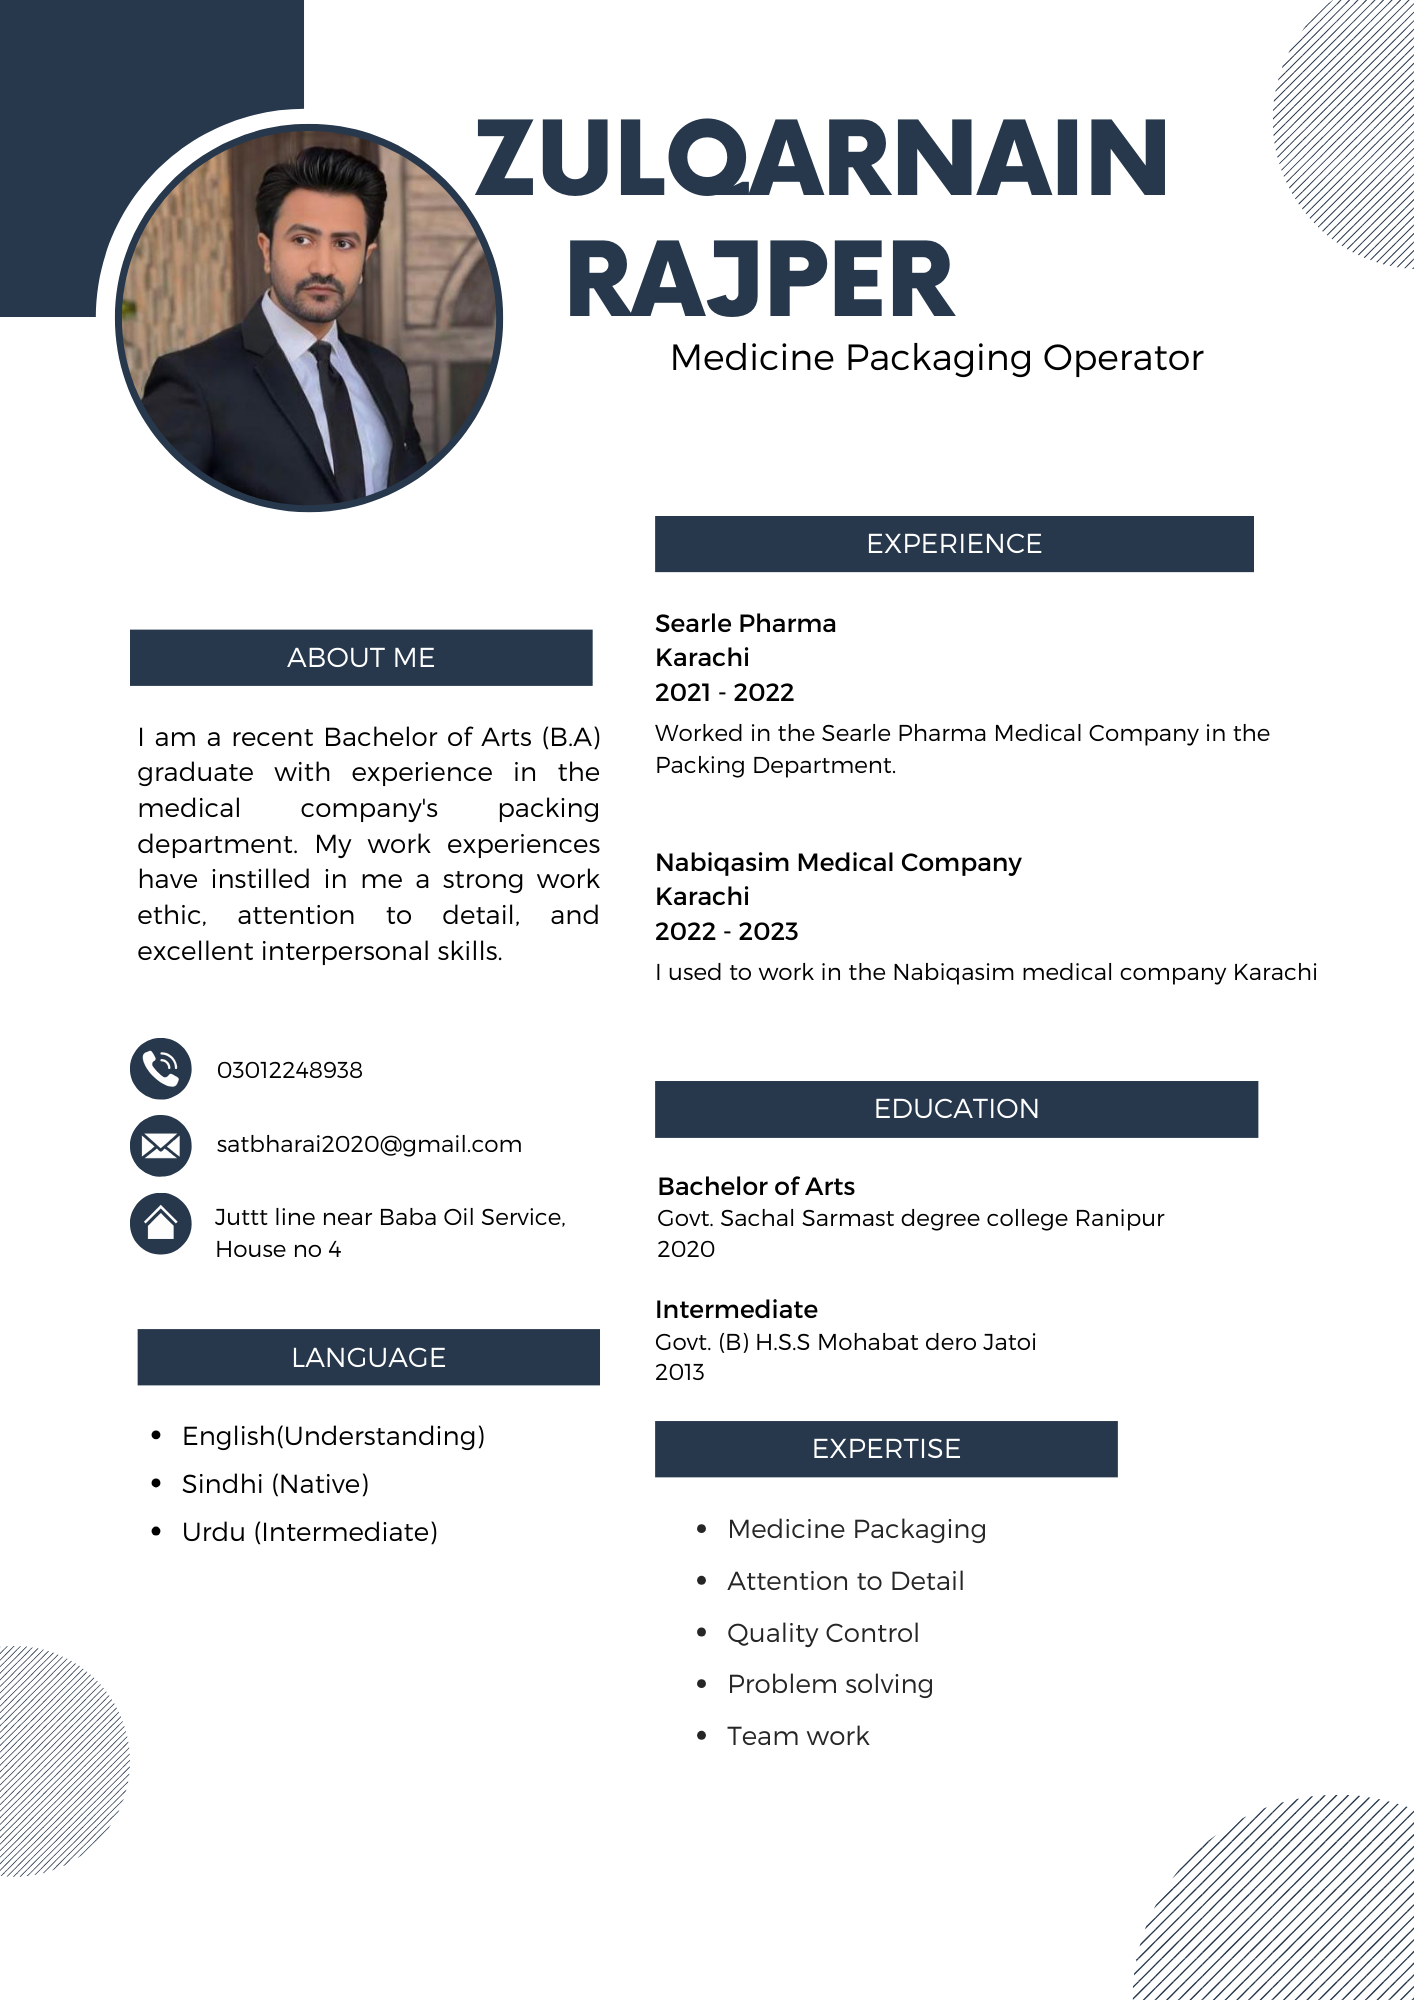 ZULQARNAIN
RAJPER
Medicine Packaging Operator
ABOUT ME
I am a recent Bachelor of Arts (B.A)
graduate with experience in the
medical company's packing
department. My work experiences
have instilled in me a strong work
ethic, attention to detail, and
excellent interpersonal skills.
03012248938
satbharai2020@gmail.com
Juttt line near Baba Oil Service,
House no 4
LANGUAGE
• English(Understanding)
• Sindhi (Native)
• Urdu (Intermediate)
EXPERIENCE
Searle Pharma
Karachi
2021 - 2022
Worked in the Searle Pharma Medical Company in the
Packing Department.
Nabiqasim Medical Company
Karachi
2022 - 2023
I used to work in the Nabiqasim medical company Karachi
EDUCATION
Bachelor of Arts
Govt. Sachal Sarmast degree college Ranipur
2020
Intermediate
Govt. (B) H.S.S Mohabat dero Jatoi
2013
EXPERTISE
• Medicine Packaging
• Attention to Detail
• Quality Control
• Problem solving
• Team work